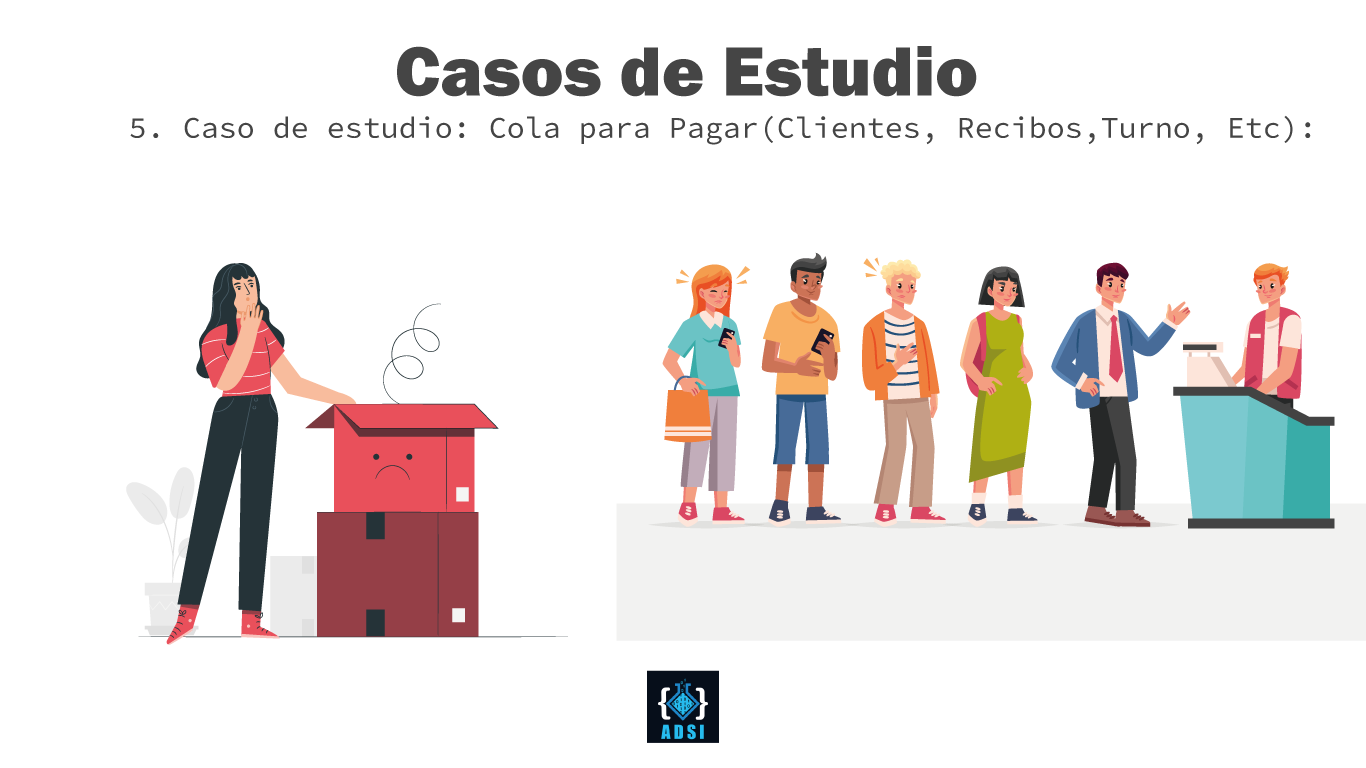 Casos de Estudio
5. Caso de estudio: Cola para Pagar(Clientes, Recibos,Turno, Etc):
{ }
ADSI